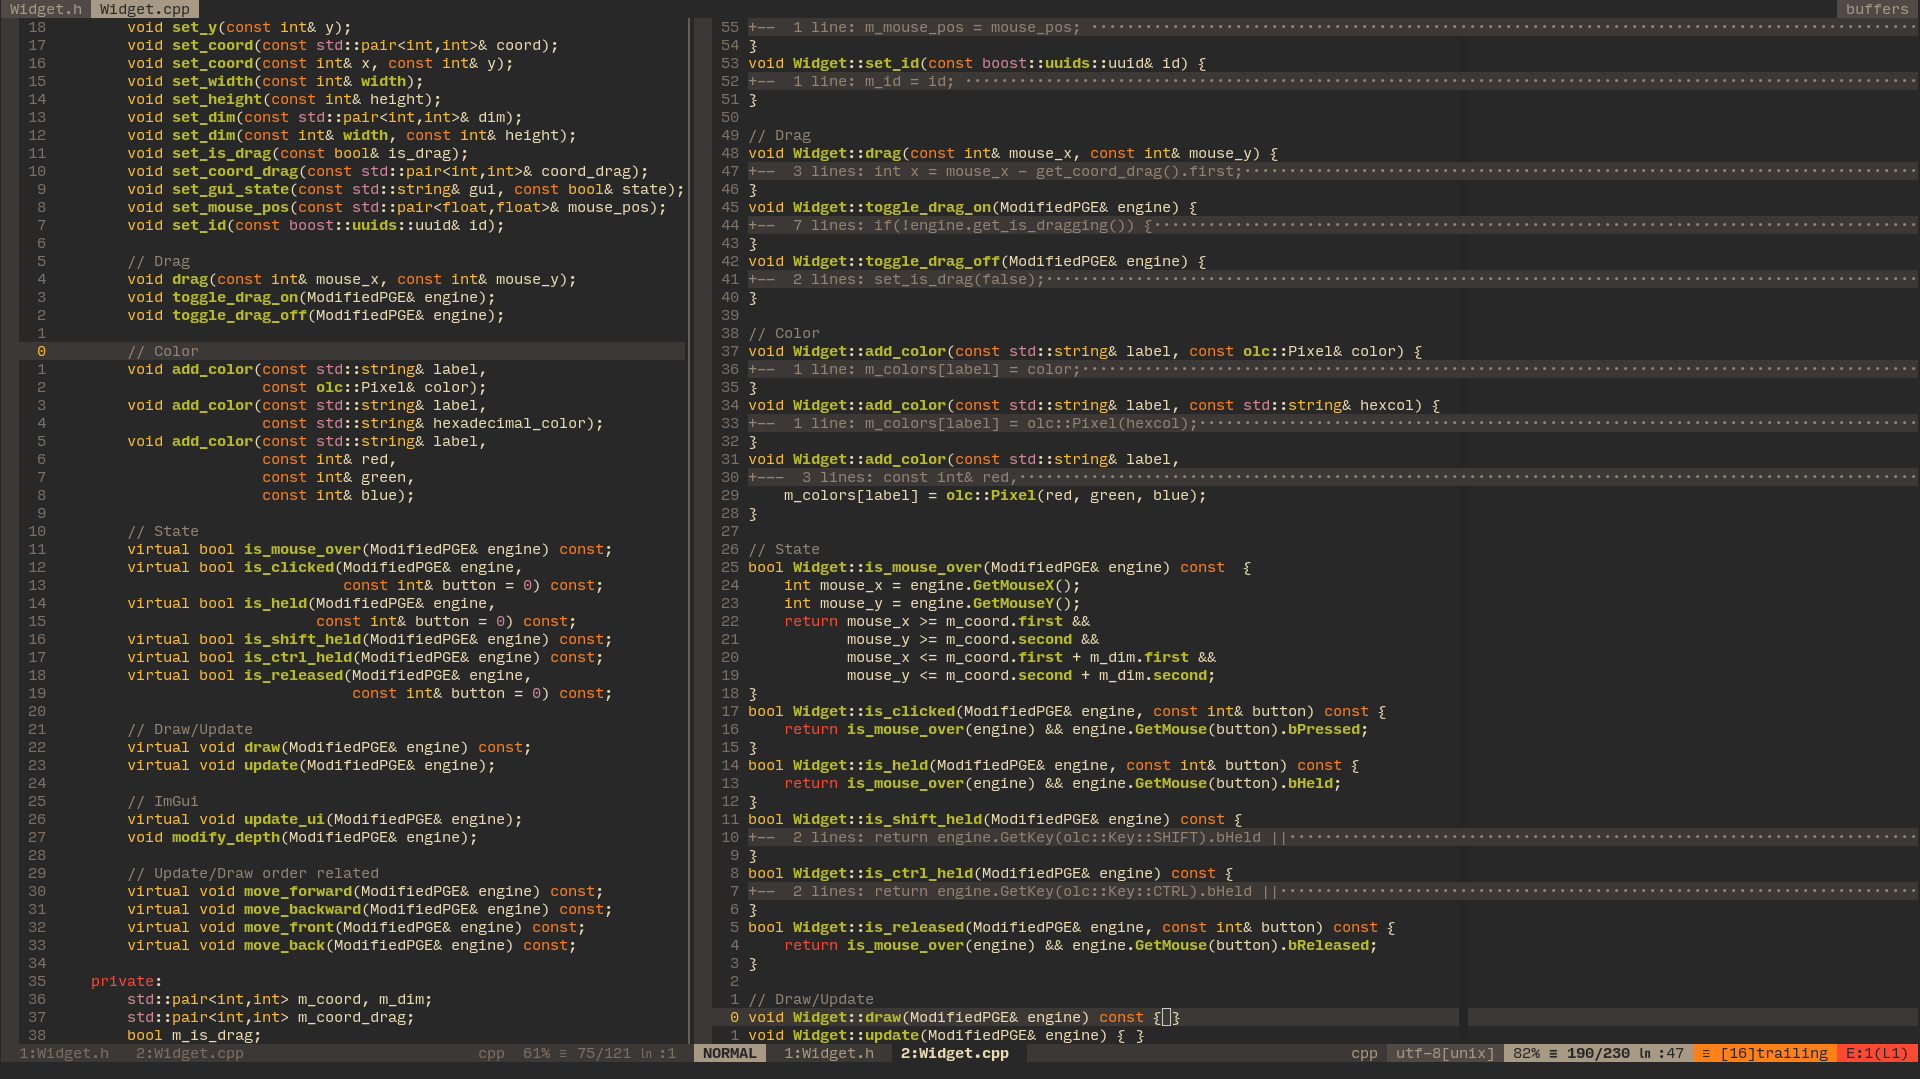 Widget.h  Widget.cpp  buffers
18 void set_y(const int& y);
17 void set_coord(const std::pair<int,int>& coord);
16 void set_coord(const int& x, const int& y);
15 void set_width(const int& width);
14 void set_height(const int& height);
13 void set_dim(const std::pair<int,int>& dim);
12 void set_dim(const int& width, const int& height);
11 void set_is_drag(const bool& is_drag);
10 void set_coord_drag(const std::pair<int,int>& coord_drag);
9 void set_gui_state(const std::string& gui, const bool& state);
8 void set_mouse_pos(const std::pair<float,float>& mouse_pos);
7 void set_id(const boost::uuids::uuid& id);
6
5 // Drag
4 void drag(const int& mouse_x, const int& mouse_y);
3 void toggle_drag_on(ModifiedPGE& engine);
2 void toggle_drag_off(ModifiedPGE& engine);
1
0 // Color
1 void add_color(const std::string& label,
2 const olc::Pixel& color);
3 void add_color(const std::string& label,
4 const std::string& hexadecimal_color);
5 void add_color(const std::string& label,
6 const int& red,
7 const int& green,
8 const int& blue);
9
10 // State
11 virtual bool is_mouse_over(ModifiedPGE& engine) const;
12 virtual bool is_clicked(ModifiedPGE& engine,
13 const int& button = 0) const;
14 virtual bool is_held(ModifiedPGE& engine,
15 const int& button = 0) const;
16 virtual bool is_shift_held(ModifiedPGE& engine) const;
17 virtual bool is_ctrl_held(ModifiedPGE& engine) const;
18 virtual bool is_released(ModifiedPGE& engine,
19 const int& button = 0) const;
20
21 // Draw/Update
22 virtual void draw(ModifiedPGE& engine) const;
23 virtual void update(ModifiedPGE& engine);
24
25 // ImGui
26 virtual void update_ui(ModifiedPGE& engine);
27 void modify_depth(ModifiedPGE& engine);
28
29 // Update/Draw order related
30 virtual void move_forward(ModifiedPGE& engine) const;
31 virtual void move_backward(ModifiedPGE& engine) const;
32 virtual void move_front(ModifiedPGE& engine) const;
33 virtual void move_back(ModifiedPGE& engine) const;
34
35 private:
36 std::pair<int,int> m_coord, m_dim;
37 std::pair<int,int> m_coord_drag;
38 bool m_is_drag;
1:Widget.h 2:Widget.cpp cpp 61% ≡ 75/121 ln :1
55 +-- 1 line: m_mouse_pos = mouse_pos;
54 }
53 void Widget::set_id(const boost::uuids::uuid& id) {
52 +-- 1 line: m_id = id;
51 }
50
49 // Drag
48 void Widget::drag(const int& mouse_x, const int& mouse_y) {
47 +-- 3 lines: int x = mouse_x - get_coord_drag().first;
46 }
45 void Widget::toggle_drag_on(ModifiedPGE& engine) {
44 +-- 7 lines: if(!engine.get_is_dragging()) {
43 }
42 void Widget::toggle_drag_off(ModifiedPGE& engine) {
41 +-- 2 lines: set_is_drag(false);
40 }
39
38 // Color
37 void Widget::add_color(const std::string& label, const olc::Pixel& color) {
36 +-- 1 line: m_colors[label] = color;
35 }
34 void Widget::add_color(const std::string& label, const std::string& hexcol) {
33 +-- 1 line: m_colors[label] = olc::Pixel(hexcol);
32 }
31 void Widget::add_color(const std::string& label,
30 +--- 3 lines: const int& red,
29 m_colors[label] = olc::Pixel(red, green, blue);
28 }
27
26 // State
25 bool Widget::is_mouse_over(ModifiedPGE& engine) const  {
24 int mouse_x = engine.GetMouseX();
23 int mouse_y = engine.GetMouseY();
22 return mouse_x >= m_coord.first &&
21 mouse_y >= m_coord.second &&
20 mouse_x <= m_coord.first + m_dim.first &&
19 mouse_y <= m_coord.second + m_dim.second;
18 }
17 bool Widget::is_clicked(ModifiedPGE& engine, const int& button) const {
16 return is_mouse_over(engine) && engine.GetMouse(button).bPressed;
15 }
14 bool Widget::is_held(ModifiedPGE& engine, const int& button) const {
13 return is_mouse_over(engine) && engine.GetMouse(button).bHeld;
12 }
11 bool Widget::is_shift_held(ModifiedPGE& engine) const {
10 +-- 2 lines: return engine.GetKey(olc::Key::SHIFT).bHeld ||
9 }
8 bool Widget::is_ctrl_held(ModifiedPGE& engine) const {
7 +-- 2 lines: return engine.GetKey(olc::Key::CTRL).bHeld ||
6 }
5 bool Widget::is_released(ModifiedPGE& engine, const int& button) const {
4 return is_mouse_over(engine) && engine.GetMouse(button).bReleased;
3 }
2
1 // Draw/Update
0 void Widget::draw(ModifiedPGE& engine) const { }
1 void Widget::update(ModifiedPGE& engine) { }
NORMAL 1:Widget.h 2:Widget.cpp cpp utf-8[unix] 82% ≡ 190/230 ln :47 ≡ [16]trailing E:1(L1)